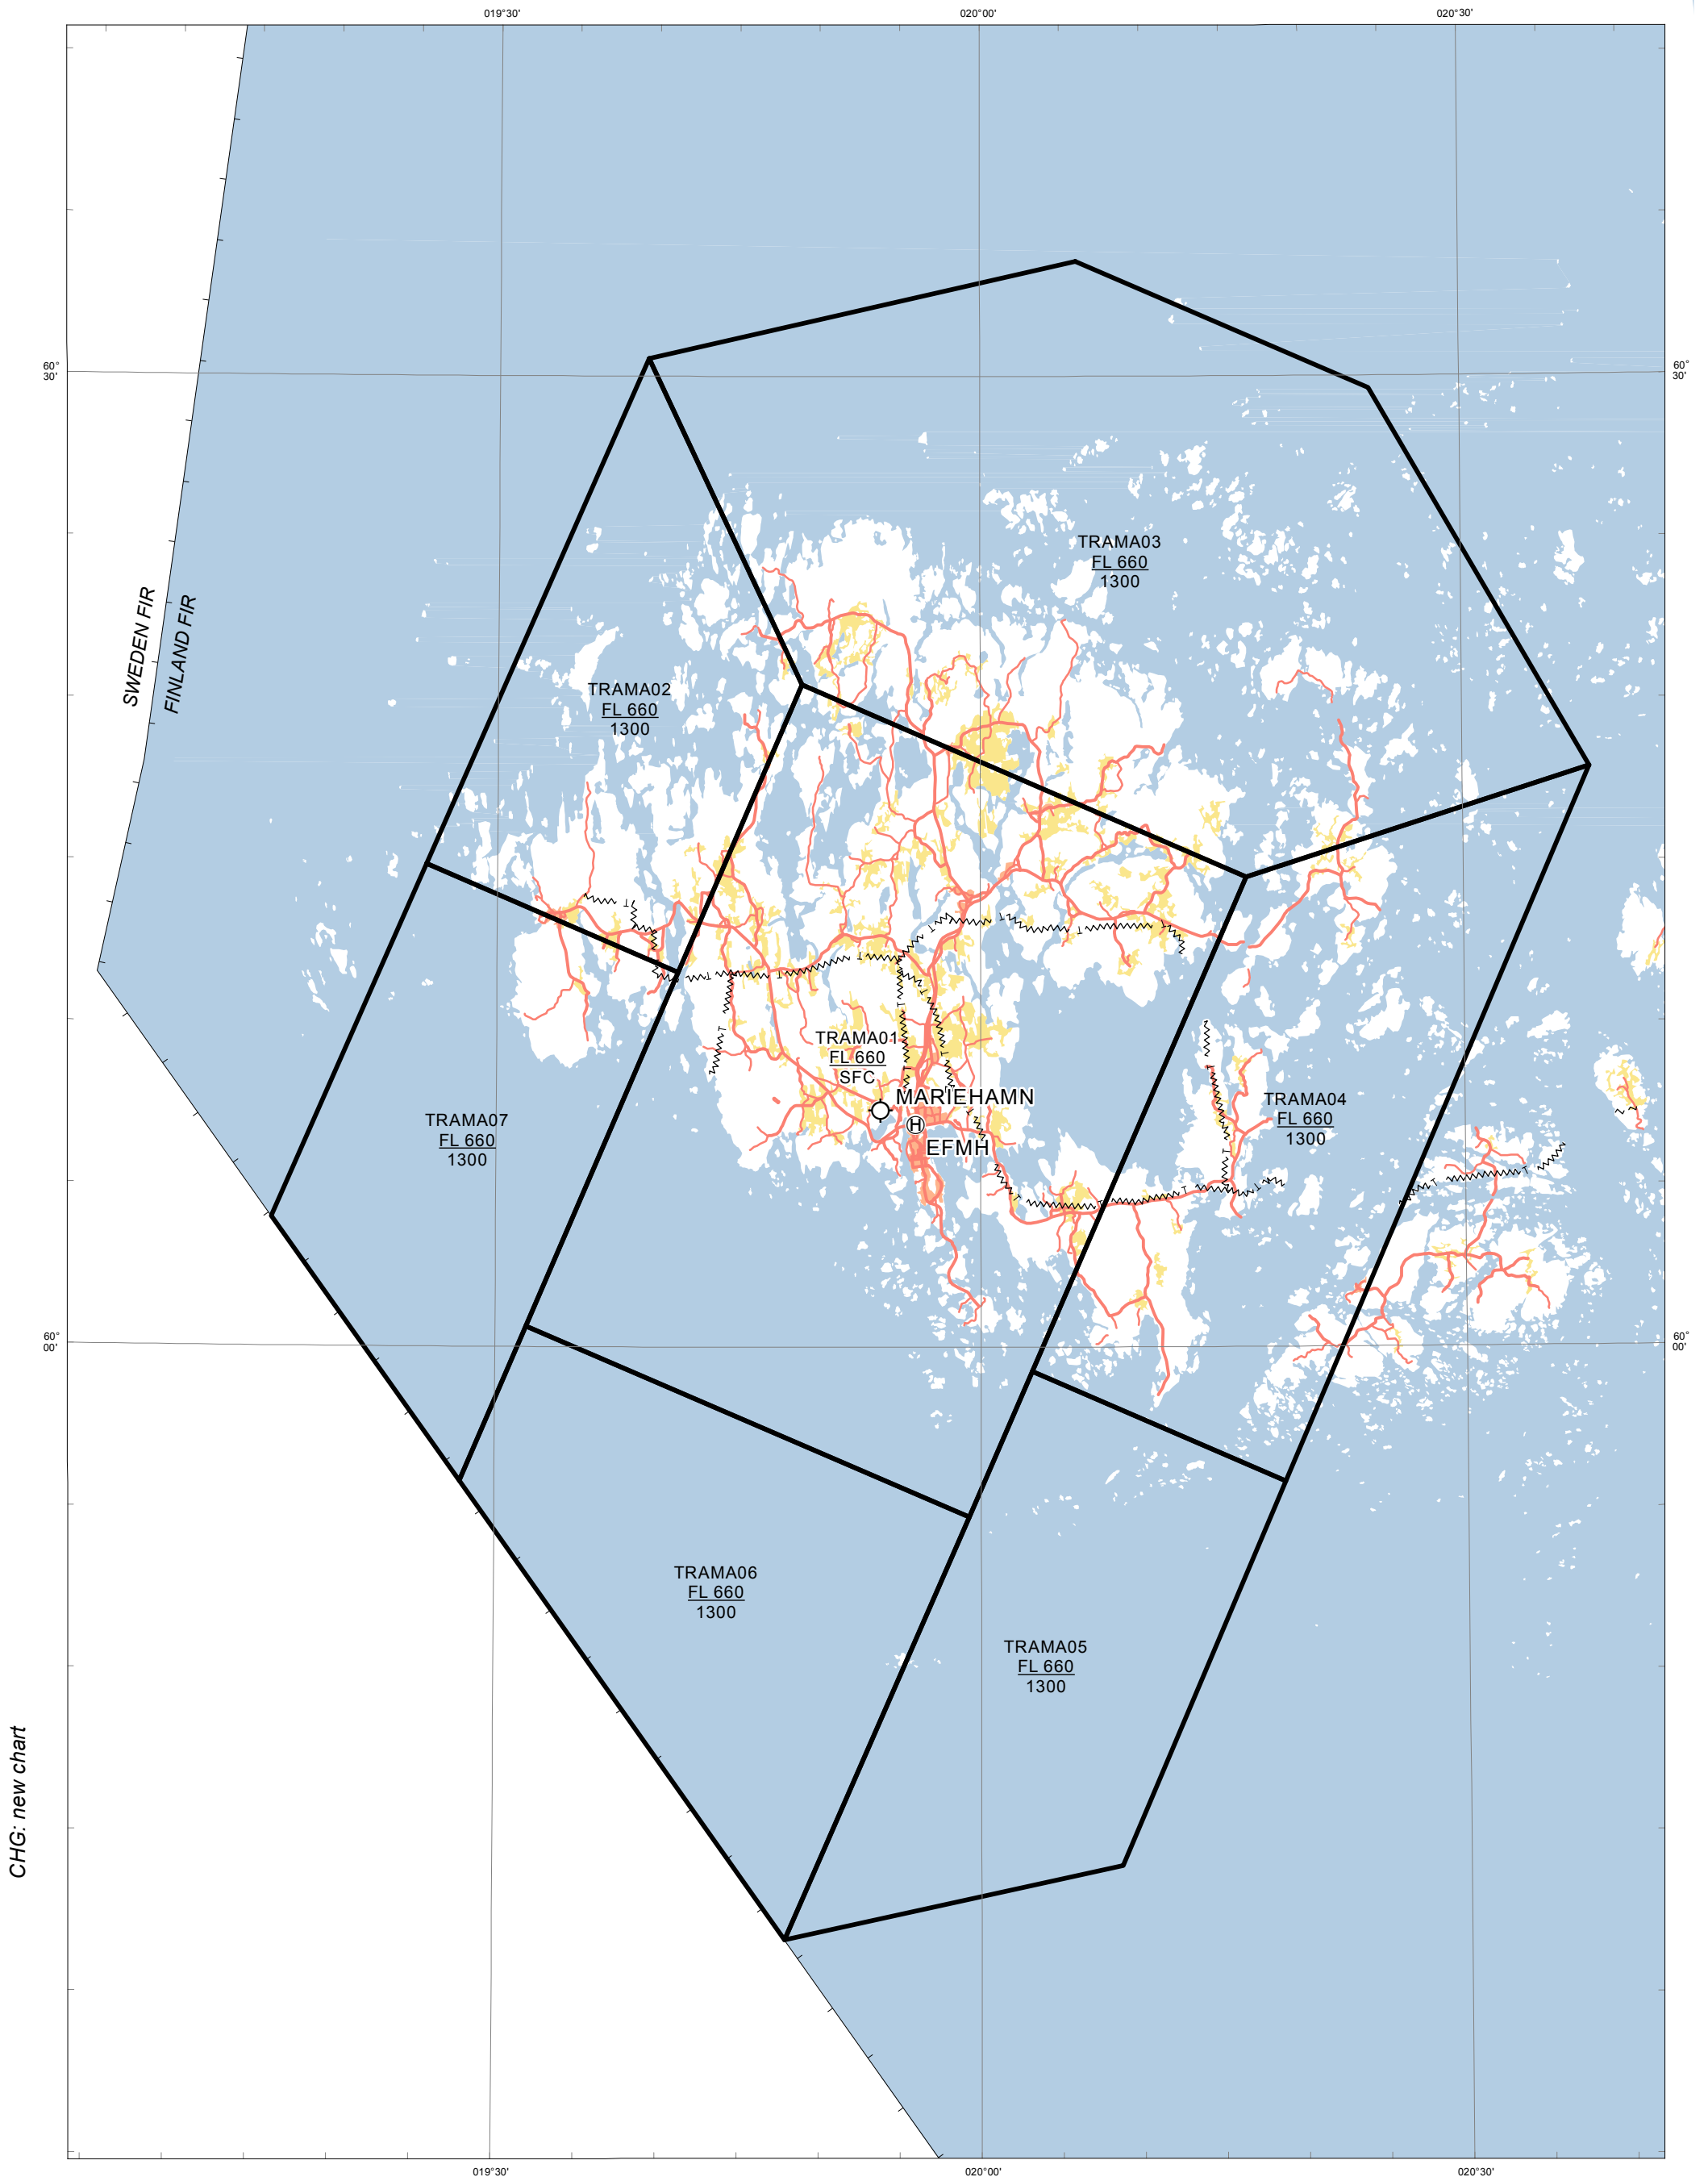 019°30'
020°00'
020°30'
60°
30'
60°
30'
TRAMA03
FL 660
1300
SWEDEN FIR
FINLAND FIR
TRAMA02
FL 660
1300
TRAMA01
FL 660
SFC
MARIEHAMN
H
EFMH
TRAMA04
FL 660
1300
TRAMA07
FL 660
1300
60°
00'
60°
00'
TRAMA06
FL 660
1300
TRAMA05
FL 660
1300
CHG: new chart
019°30'
020°00'
020°30'